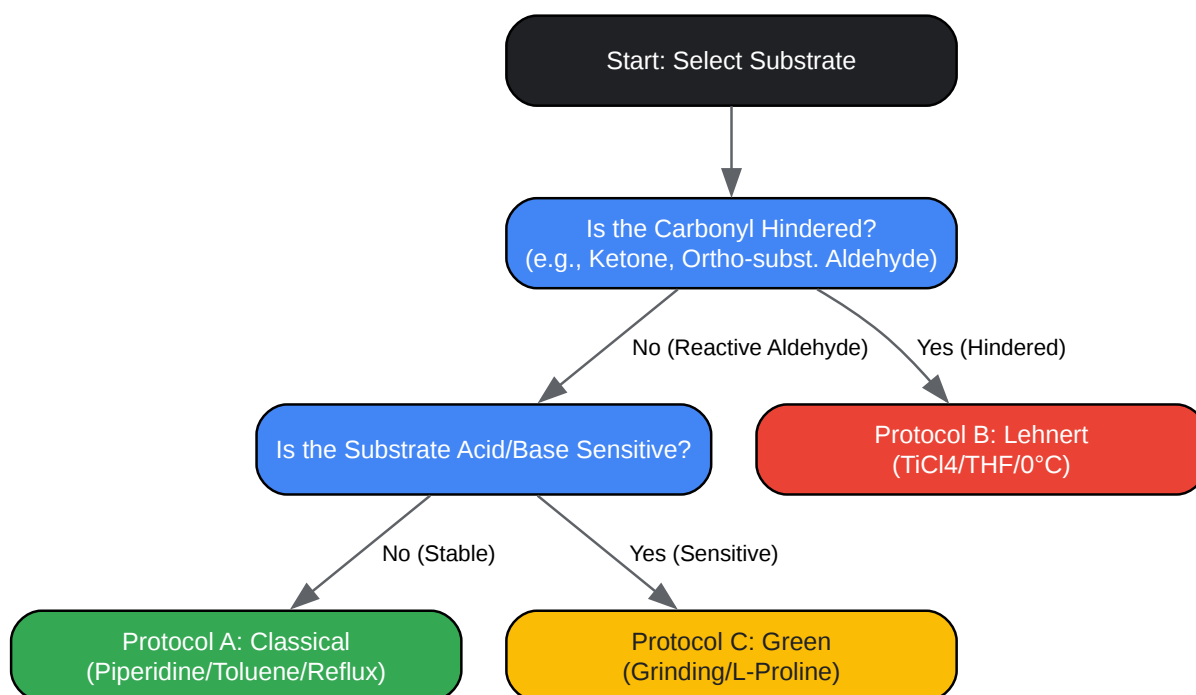 Start: Select Substrate
Is the Carbonyl Hindered?
(e.g., Ketone, Ortho-subst. Aldehyde)
No (Reactive Aldehyde)
Yes (Hindered)
Is the Substrate Acid/Base Sensitive?
Protocol B: Lehnert
(TiCl4/THF/0°C)
No (Stable)
Yes (Sensitive)
Protocol A: Classical
(Piperidine/Toluene/Reflux)
Protocol C: Green
(Grinding/L-Proline)